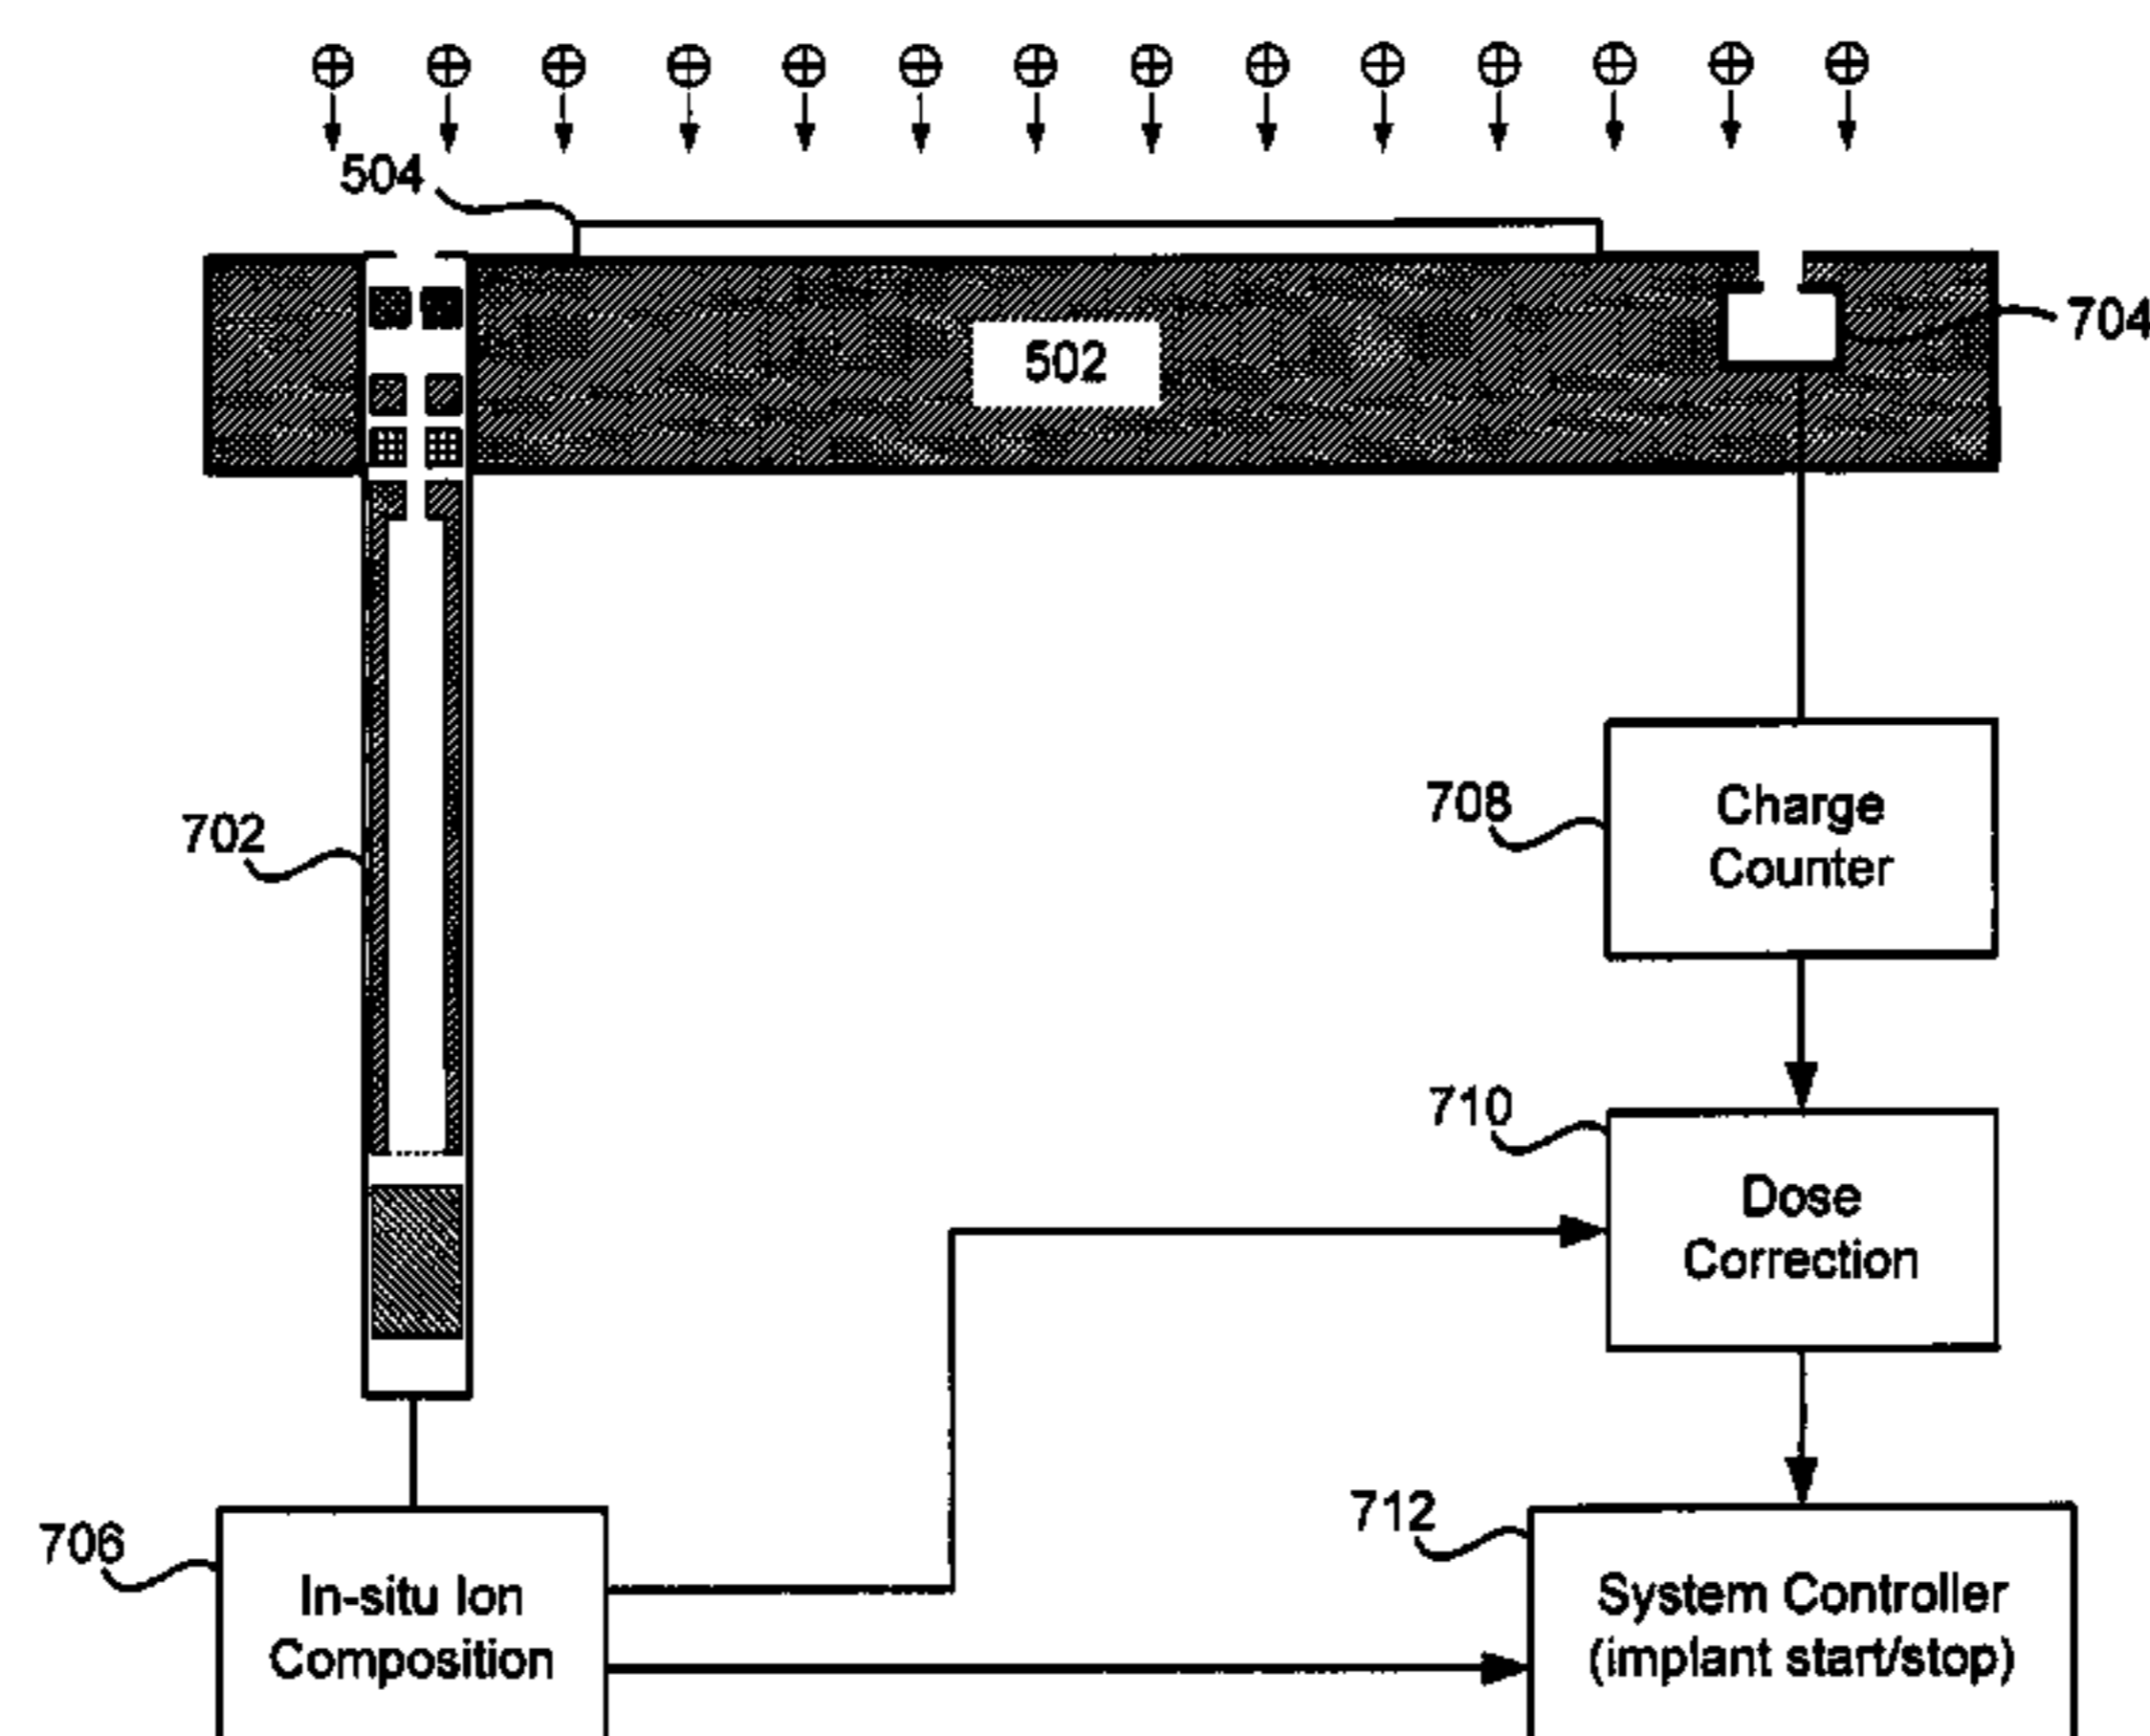 504
502
704
702
708
Charge
Counter
710
Dose
Correction
706
In-situ Ion
Composition
712
System Controller
(implant start/stop)